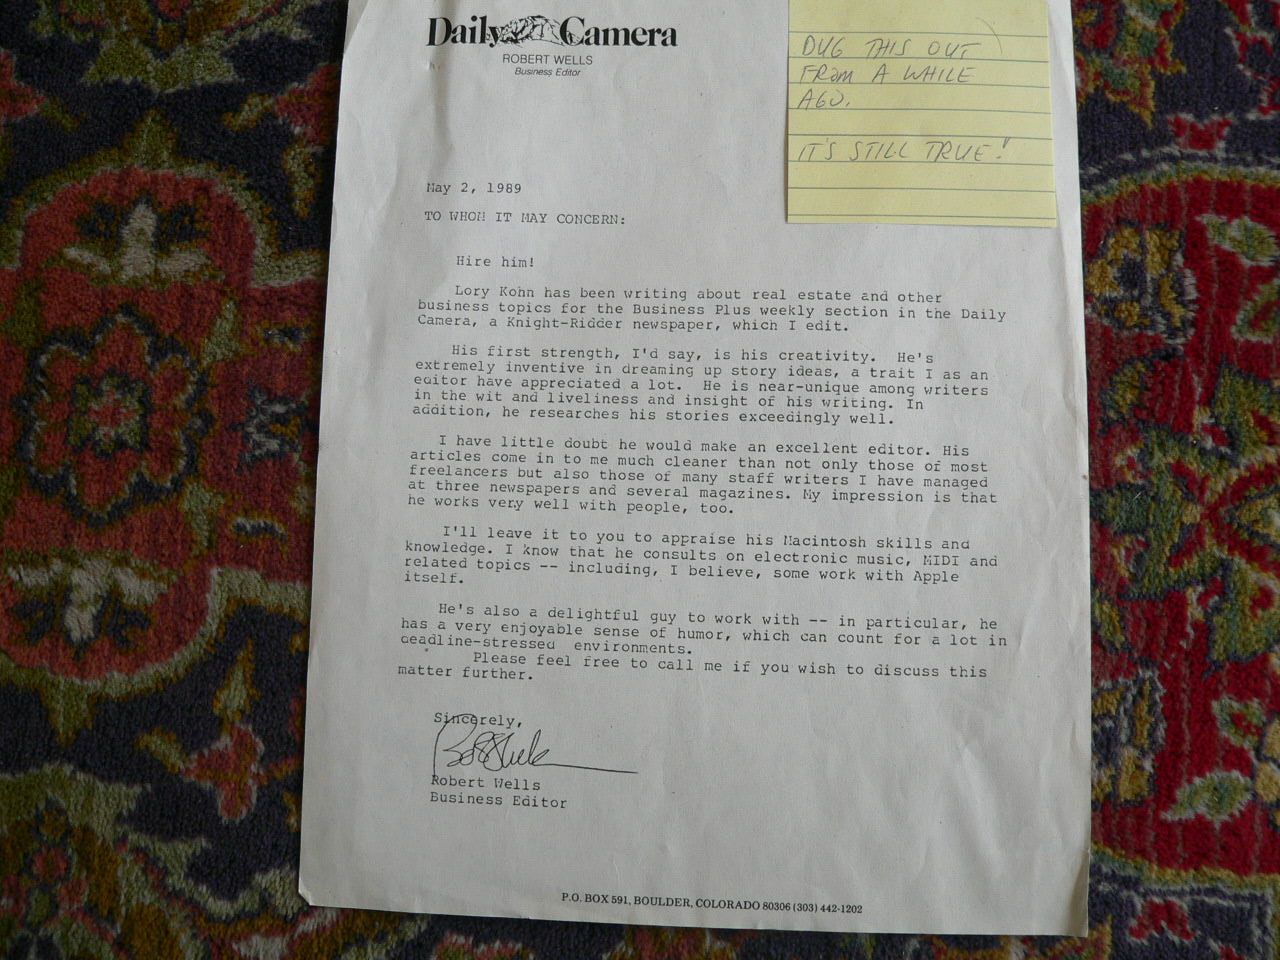 Daily Camera
ROBERT WELLS
Business Editor
DUG THIS OUT
FROM A WHILE
AGO.
IT'S STILL TRUE!
May 2, 1989
TO WHOM IT MAY CONCERN:
Hire him!
Lory Kohn has been writing about real estate and other
business topics for the Business Plus weekly section in the Daily
Camera, a Knight-Ridder newspaper, which I edit.
His first strength, I'd say, is his creativity. He's
extremely inventive in dreaming up story ideas, a trait I as an
editor have appreciated a lot. He is near-unique among writers
in the wit and liveliness and insight of his writing. In
addition, he researches his stories exceedingly well.
I have little doubt he would make an excellent editor. His
articles come in to me much cleaner than not only those of most
freelancers but also those of many staff writers I have managed
at three newspapers and several magazines. My impression is that
he works very well with people, too.
I'll leave it to you to appraise his Macintosh skills and
knowledge. I know that he consults on electronic music, MIDI and
related topics -- including, I believe, some work with Apple
itself.
He's also a delightful guy to work with -- in particular, he
has a very enjoyable sense of humor, which can count for a lot in
deadline-stressed environments.
Please feel free to call me if you wish to discuss this
matter further.
Sincerely,
Robert Wells
Business Editor
P.O. BOX 591, BOULDER, COLORADO 80306 (303) 442-1202